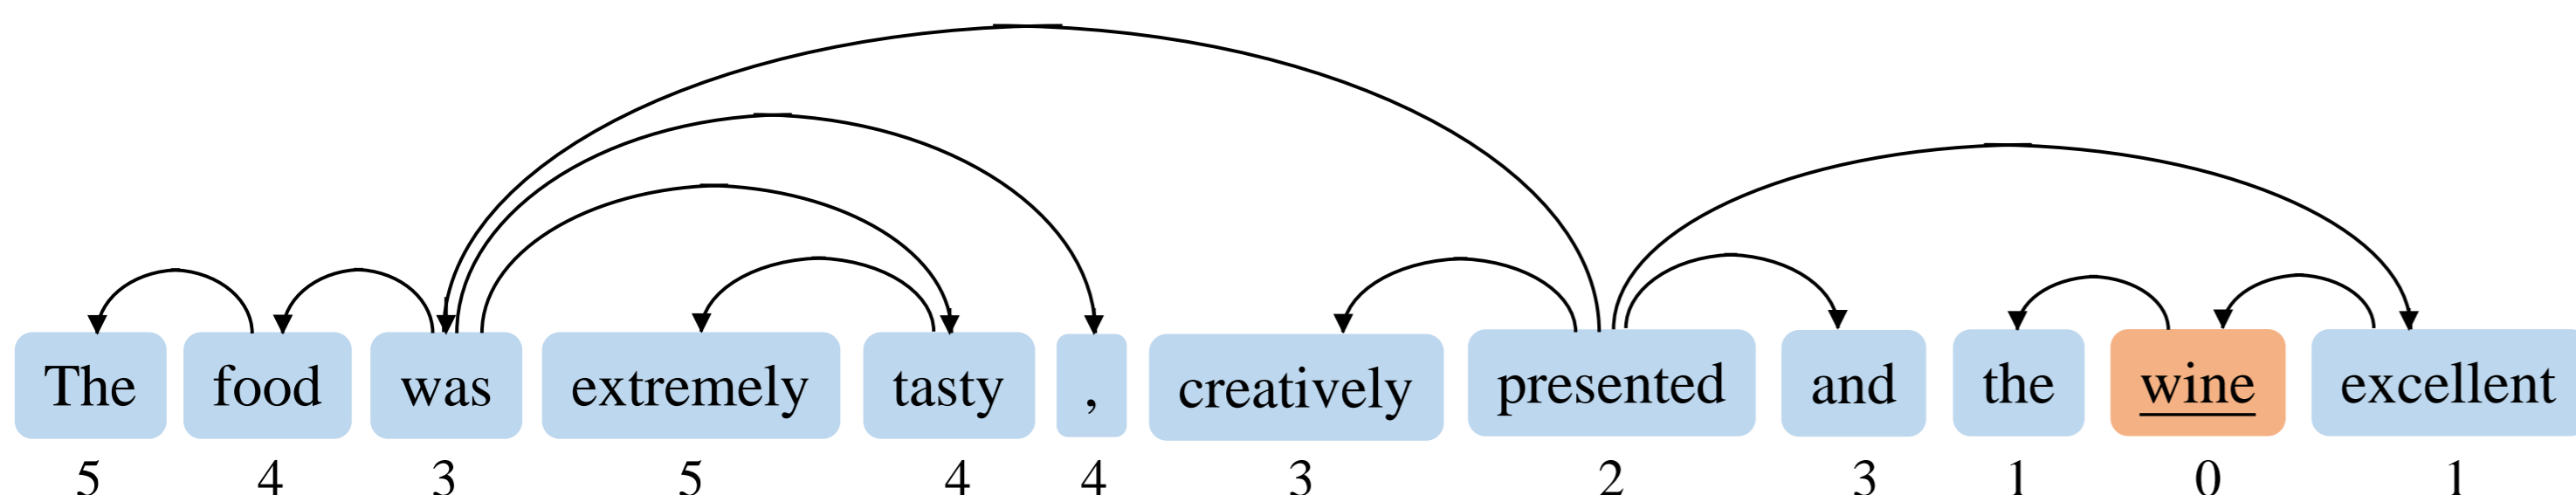 The food was extremely tasty , creatively presented and the wine excellent
5 4 3 5 4 4 3 2 3 1 0 1